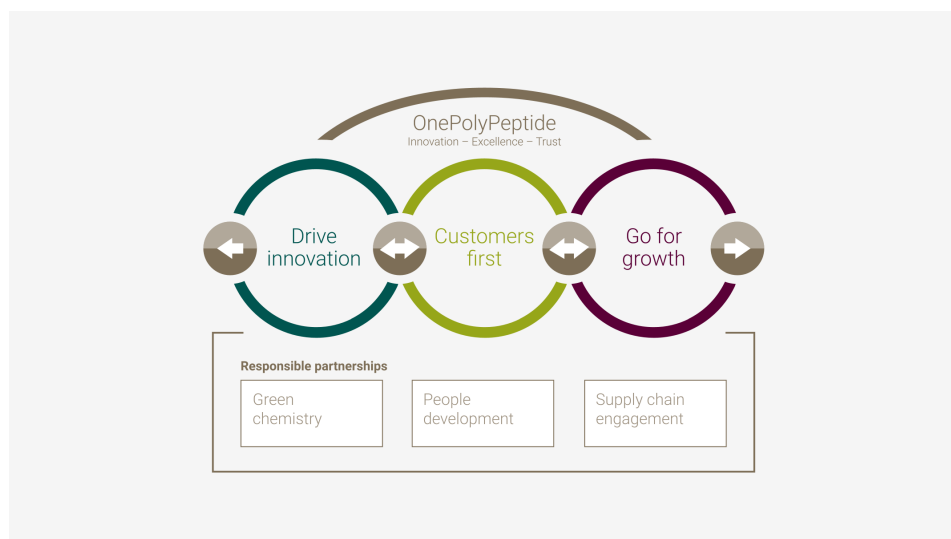 OnePolyPeptide
Innovation – Excellence – Trust
Drive
innovation
Customers
first
Go for
growth
Responsible partnerships
Green
chemistry
People
development
Supply chain
engagement